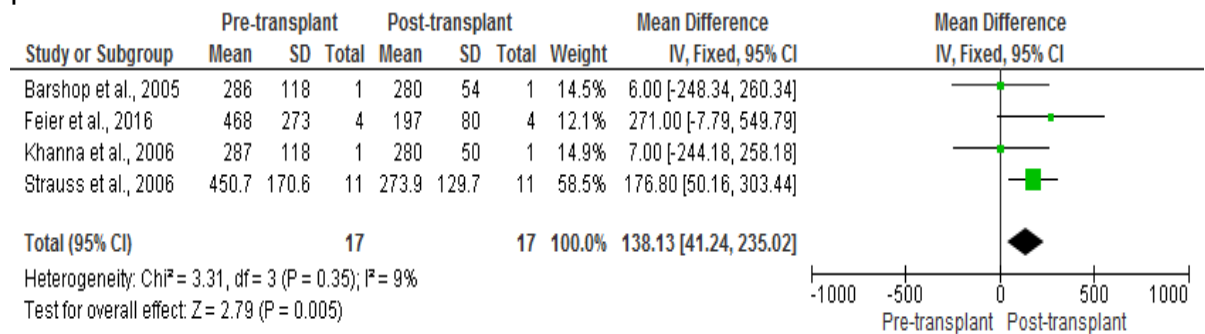 Pre-transplant Post-transplant Mean Difference Mean Difference
Study or Subgroup Mean SD Total Mean SD Total Weight IV, Fixed, 95% CI IV, Fixed, 95% CI
Barshop et al., 2005 286 118 1 280 54 1 14.5% 6.00 [-248.34, 260.34]
Feier et al., 2016 468 273 4 197 80 4 12.1% 271.00 [-7.79, 549.79]
Khanna et al., 2006 287 118 1 280 50 1 14.9% 7.00 [-244.18, 258.18]
Strauss et al., 2006 450.7 170.6 11 273.9 129.7 11 58.5% 176.80 [50.16, 303.44]
Total (95% CI) 17 17 100.0% 138.13 [41.24, 235.02]
Heterogeneity: Chi² = 3.31, df = 3 (P = 0.35); I² = 9%
Test for overall effect: Z = 2.79 (P = 0.005)
-1000 -500 0 500 1000
Pre-transplant Post-transplant